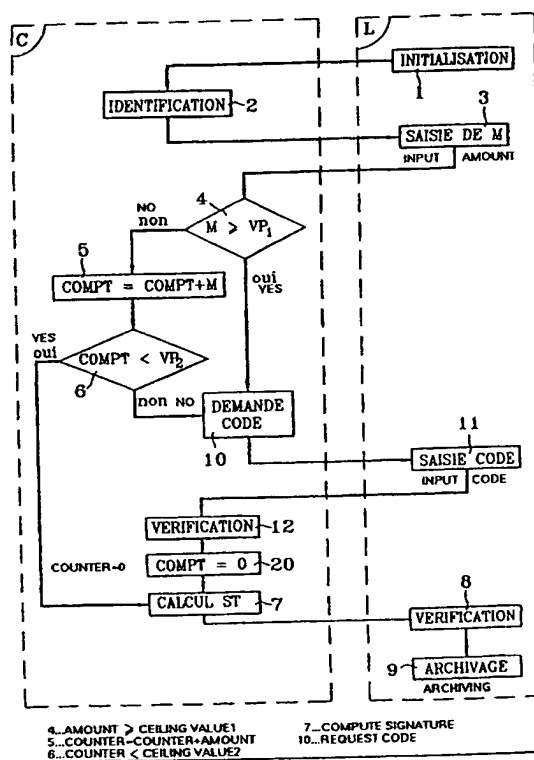 C
L
INITIALISATION
1
IDENTIFICATION
2
3
SAISIE DE M
INPUT AMOUNT
4
NO
non
M ⩾ VP1
5
oui
YES
COMPT = COMPT+M
YES
oui
COMPT < VP2
6
non NO
DEMANDE
CODE
10
11
SAISIE CODE
INPUT CODE
VERIFICATION
12
COUNTER=0
COMPT = 0
20
CALCUL ST
7
8
VERIFICATION
9
ARCHIVAGE
ARCHIVING
4...AMOUNT ⩾ CEILING VALUE1
7...COMPUTE SIGNATURE
5...COUNTER=COUNTER+AMOUNT
10...REQUEST CODE
6...COUNTER < CEILING VALUE2